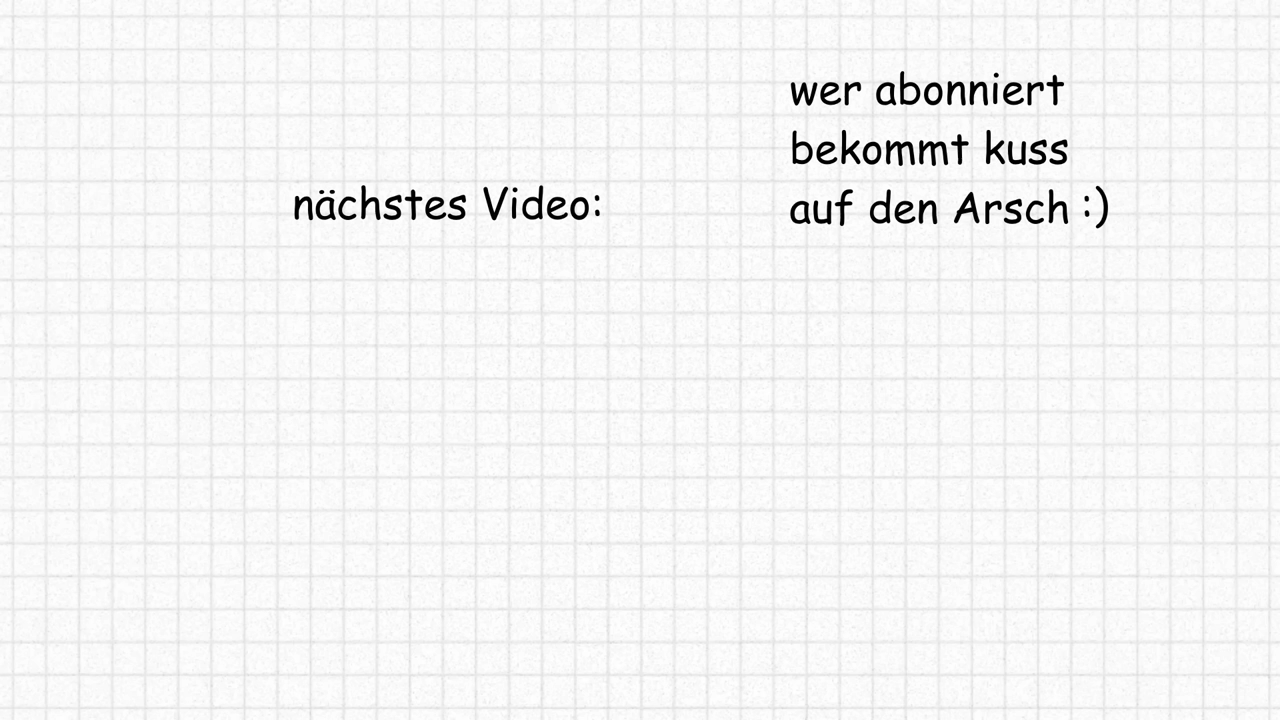 nächstes Video:
wer abonniert
bekommt kuss
auf den Arsch :)